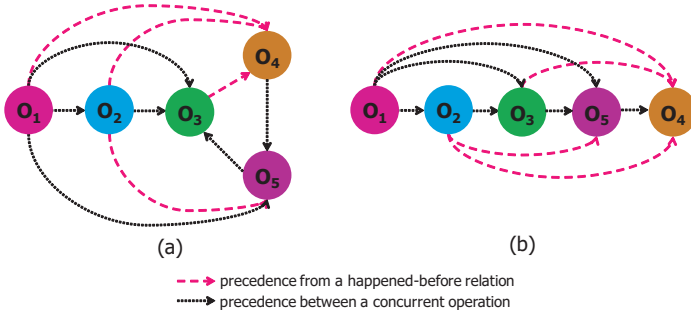 O4
O1 O2 O3
O5
(a)
O1 O2 O3 O5 O4
(b)
precedence from a happened-before relation
precedence between a concurrent operation